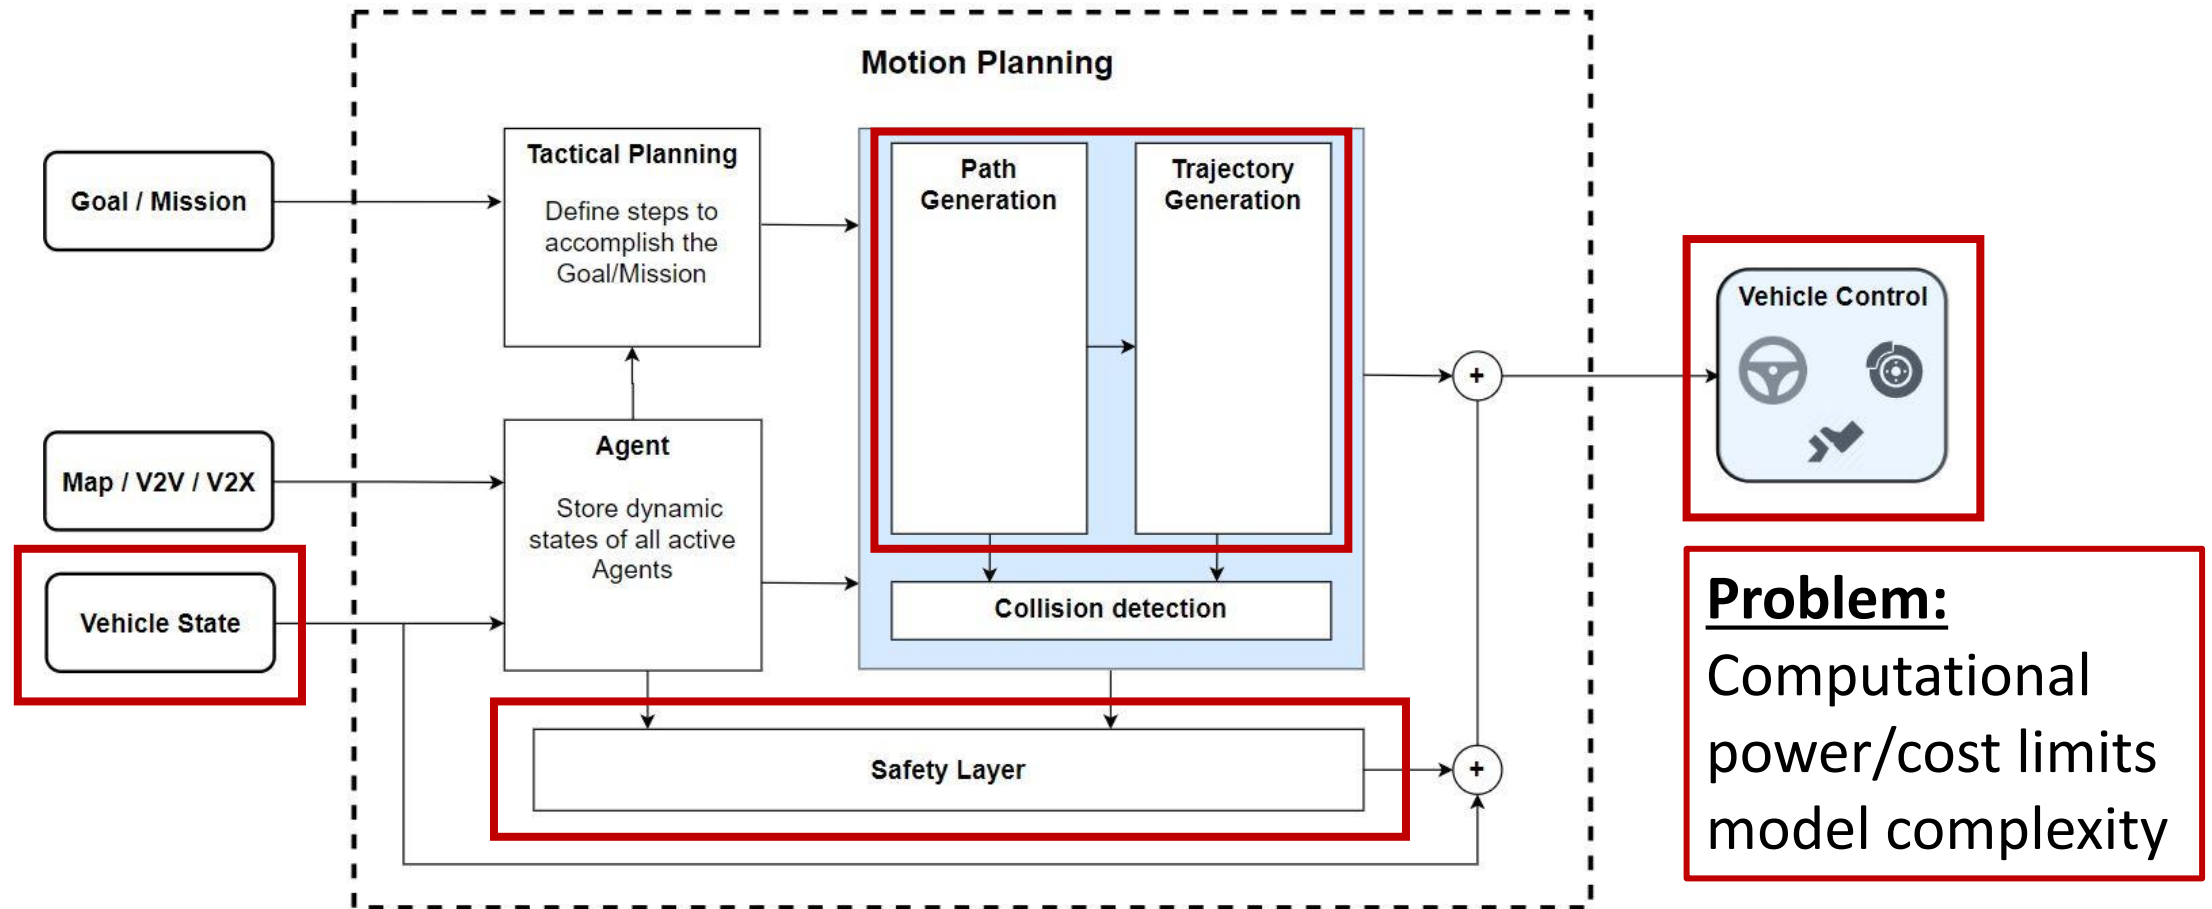 Motion Planning
Goal / Mission
Tactical Planning
Define steps to
accomplish the
Goal/Mission
Path
Generation
Trajectory
Generation
Vehicle Control
+
Map / V2V / V2X
Agent
Store dynamic
states of all active
Agents
Vehicle State
Collision detection
Safety Layer
+
Problem:
Computational
power/cost limits
model complexity